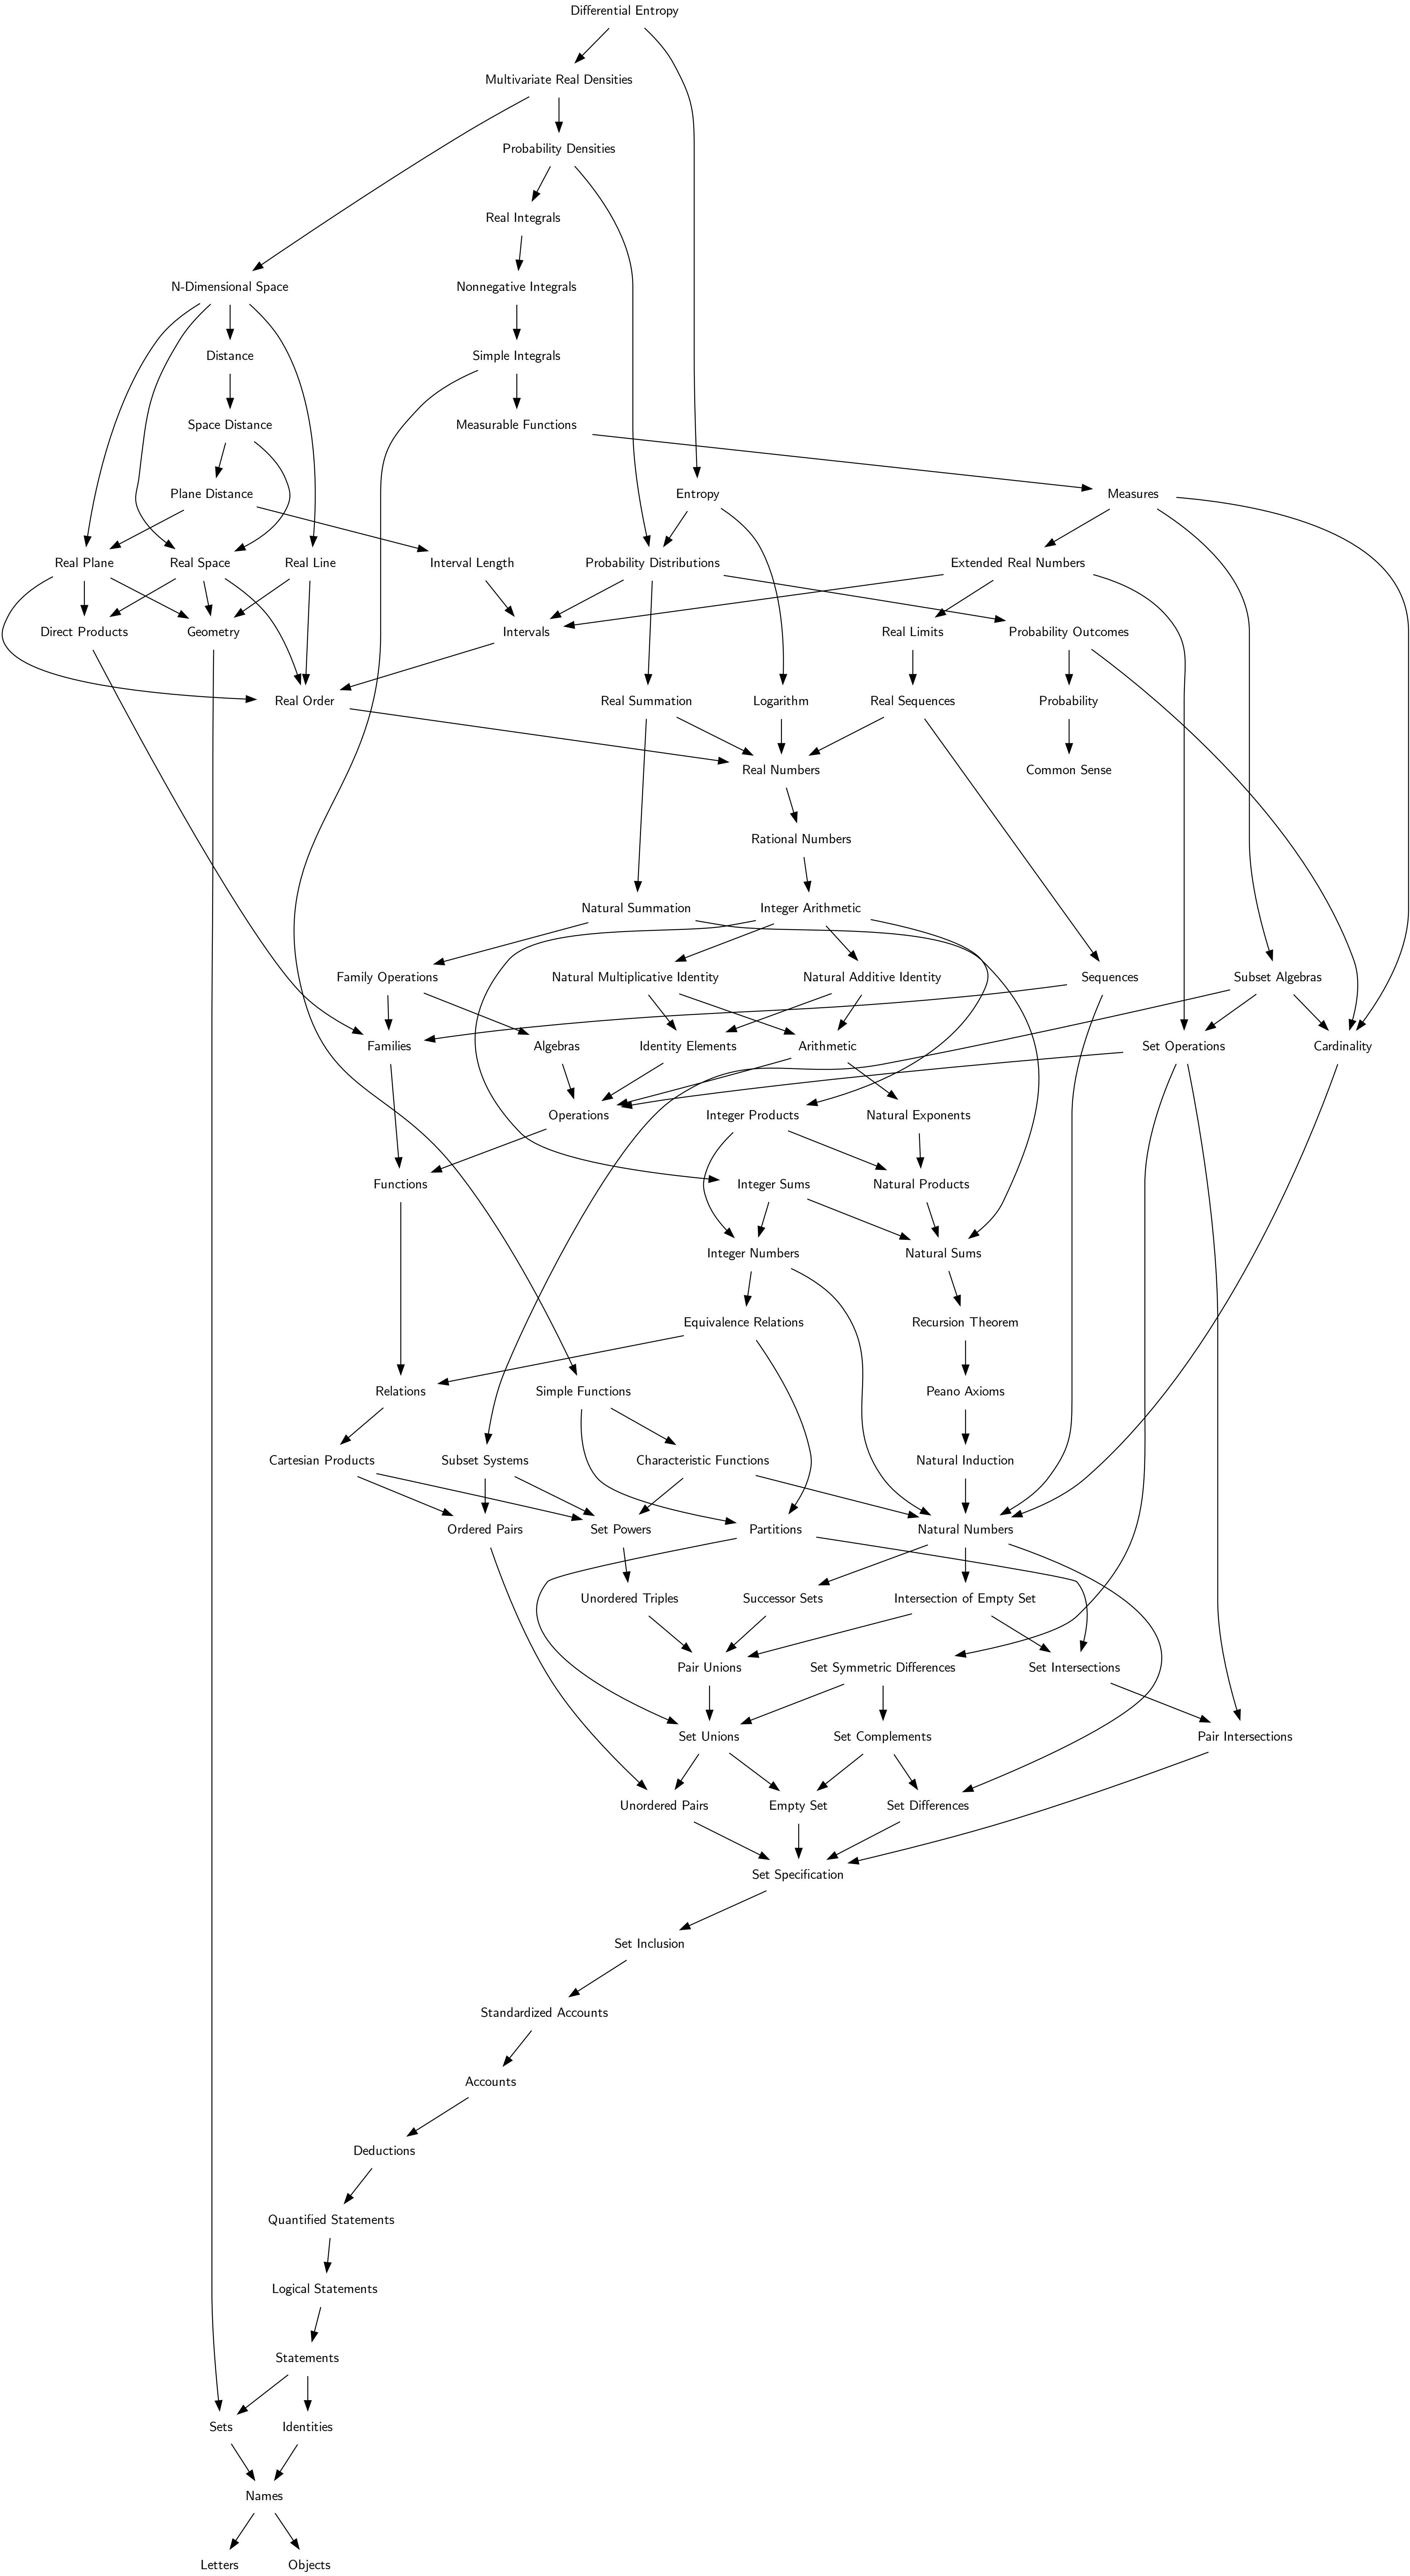 Differential Entropy
Multivariate Real Densities
Probability Densities
Real Integrals
N-Dimensional Space
Nonnegative Integrals
Distance
Simple Integrals
Space Distance
Measurable Functions
Plane Distance
Entropy
Measures
Real Plane
Real Space
Real Line
Interval Length
Probability Distributions
Extended Real Numbers
Direct Products
Geometry
Intervals
Real Limits
Probability Outcomes
Real Order
Real Summation
Logarithm
Real Sequences
Probability
Real Numbers
Common Sense
Rational Numbers
Natural Summation
Integer Arithmetic
Family Operations
Natural Multiplicative Identity
Natural Additive Identity
Sequences
Subset Algebras
Families
Algebras
Identity Elements
Arithmetic
Set Operations
Cardinality
Operations
Integer Products
Natural Exponents
Functions
Integer Sums
Natural Products
Integer Numbers
Natural Sums
Equivalence Relations
Recursion Theorem
Relations
Simple Functions
Peano Axioms
Cartesian Products
Subset Systems
Characteristic Functions
Natural Induction
Ordered Pairs
Set Powers
Partitions
Natural Numbers
Unordered Triples
Successor Sets
Intersection of Empty Set
Pair Unions
Set Symmetric Differences
Set Intersections
Set Unions
Set Complements
Pair Intersections
Unordered Pairs
Empty Set
Set Differences
Set Specification
Set Inclusion
Standardized Accounts
Accounts
Deductions
Quantified Statements
Logical Statements
Statements
Sets
Identities
Names
Letters
Objects